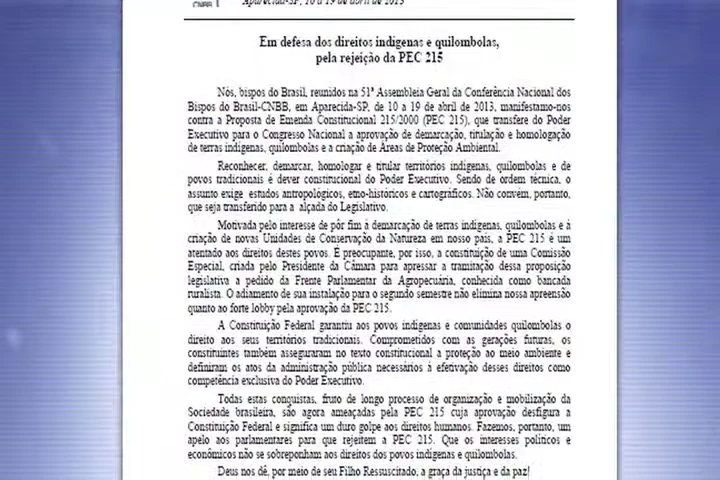 CNBB
Aparecida-SP, 10 a 19 de abril de 2013
Em defesa dos direitos indígenas e quilombolas,
pela rejeição da PEC 215
Nós, bispos do Brasil, reunidos na 51ª Assembleia Geral da Conferência Nacional dos
Bispos do Brasil-CNBB, em Aparecida-SP, de 10 a 19 de abril de 2013, manifestamo-nos
contra a Proposta de Emenda Constitucional 215/2000 (PEC 215), que transfere do Poder
Executivo para o Congresso Nacional a aprovação de demarcação, titulação e homologação
de terras indígenas, quilombolas e a criação de Áreas de Proteção Ambiental.
Reconhecer, demarcar, homologar e titular territórios indígenas, quilombolas e de
povos tradicionais é dever constitucional do Poder Executivo. Sendo de ordem técnica, o
assunto exige estudos antropológicos, etno-históricos e cartográficos. Não convém, portanto,
que seja transferido para a alçada do Legislativo.
Motivada pelo interesse de pôr fim à demarcação de terras indígenas, quilombolas e à
criação de novas Unidades de Conservação da Natureza em nosso país, a PEC 215 é um
atentado aos direitos destes povos. É preocupante, por isso, a constituição de uma Comissão
Especial, criada pelo Presidente da Câmara para apressar a tramitação dessa proposição
legislativa a pedido da Frente Parlamentar da Agropecuária, conhecida como bancada
ruralista. O adiamento de sua instalação para o segundo semestre não elimina nossa apreensão
quanto ao forte lobby pela aprovação da PEC 215.
A Constituição Federal garantiu aos povos indígenas e comunidades quilombolas o
direito aos seus territórios tradicionais. Comprometidos com as gerações futuras, os
constituintes também asseguraram no texto constitucional a proteção ao meio ambiente e
definiram os atos da administração pública necessários à efetivação desses direitos como
competência exclusiva do Poder Executivo.
Todas estas conquistas, fruto de longo processo de organização e mobilização da
Sociedade brasileira, são agora ameaçadas pela PEC 215 cuja aprovação desfigura a
Constituição Federal e significa um duro golpe aos direitos humanos. Fazemos, portanto, um
apelo aos parlamentares para que rejeitem a PEC 215. Que os interesses políticos e
econômicos não se sobreponham aos direitos dos povos indígenas e quilombolas.
Deus nos dê, por meio de seu Filho Ressuscitado, a graça da justiça e da paz!